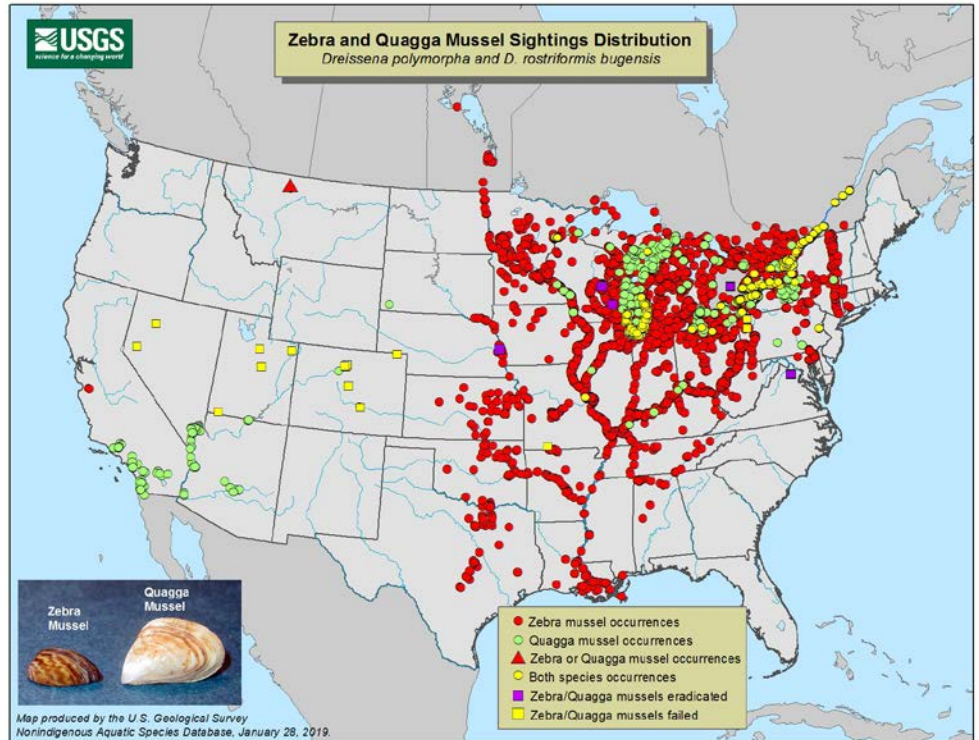 USGS
science for a changing world
Zebra and Quagga Mussel Sightings Distribution
Dreissena polymorpha and D. rostriformis bugensis
Zebra
Mussel
Quagga
Mussel
Zebra mussel occurrences
Quagga mussel occurrences
Zebra or Quagga mussel occurrences
Both species occurrences
Zebra/Quagga mussels eradicated
Zebra/Quagga mussels failed
Map produced by the U.S. Geological Survey
Nonindigenous Aquatic Species Database, January 28, 2019.